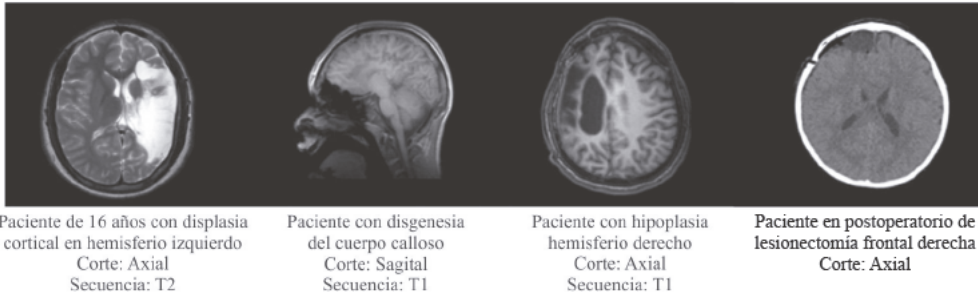 Paciente de 16 años con displasia
cortical en hemisferio izquierdo
Corte: Axial
Secuencia: T2
Paciente con disgenesia
del cuerpo calloso
Corte: Sagital
Secuencia: T1
Paciente con hipoplasia
hemisferio derecho
Corte: Axial
Secuencia: T1
Paciente en postoperatorio de
lesionectomía frontal derecha
Corte: Axial